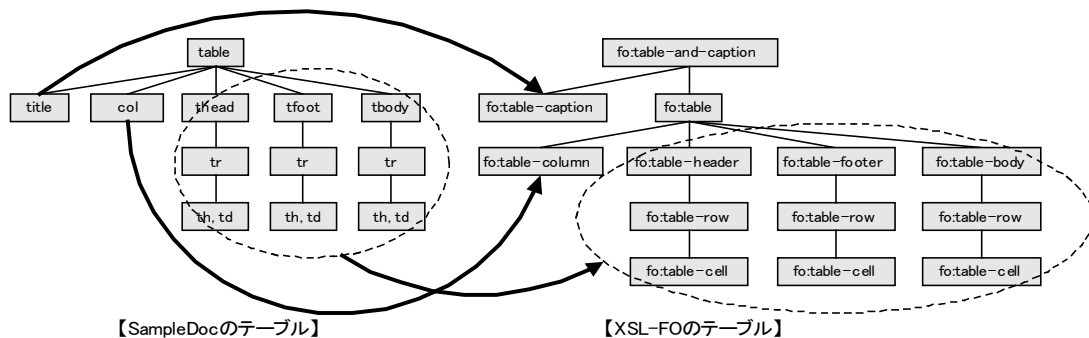 table fo:table-and-caption
title col thead tfoot tbody fo:table-caption fo:table
tr tr tr fo:table-column fo:table-header fo:table-footer fo:table-body
th, td th, td th, td fo:table-row fo:table-row fo:table-row
fo:table-cell fo:table-cell fo:table-cell
【SampleDocのテーブル】 【XSL-FOのテーブル】